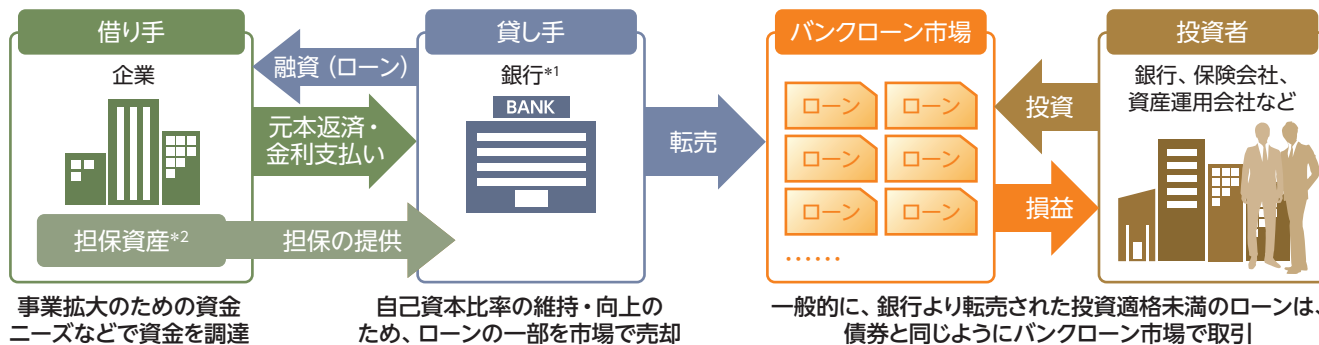 借り手
企業
担保資産*2
事業拡大のための資金
ニーズなどで資金を調達
融資（ローン）
元本返済・
金利支払い
担保の提供
貸し手
銀行*1
BANK
自己資本比率の維持・向上の
ため、ローンの一部を市場で売却
転売
バンクローン市場
ローン ローン
ローン ローン
ローン ローン
……
投資
損益
投資者
銀行、保険会社、
資産運用会社など
一般的に、銀行より転売された投資適格未満のローンは、
債券と同じようにバンクローン市場で取引